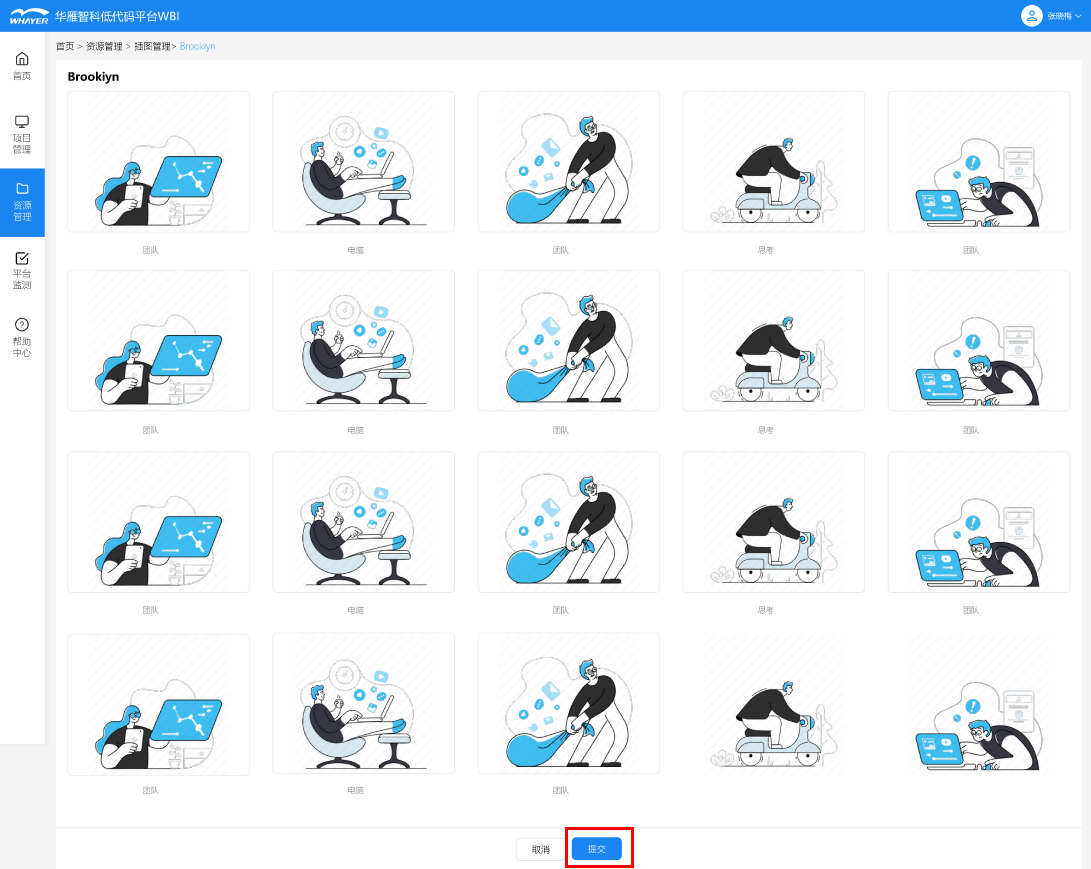 WHAYER 华雁智科低代码平台WBI
张晓梅
首页 > 资源管理 > 插图管理> Brookiyn
首页
项目
管理
资源
管理
平台
监测
帮助
中心
Brookiyn
团队 电脑 团队 思考 团队
团队 电脑 团队 思考 团队
团队 电脑 团队 思考 团队
团队 电脑 团队
取消 提交